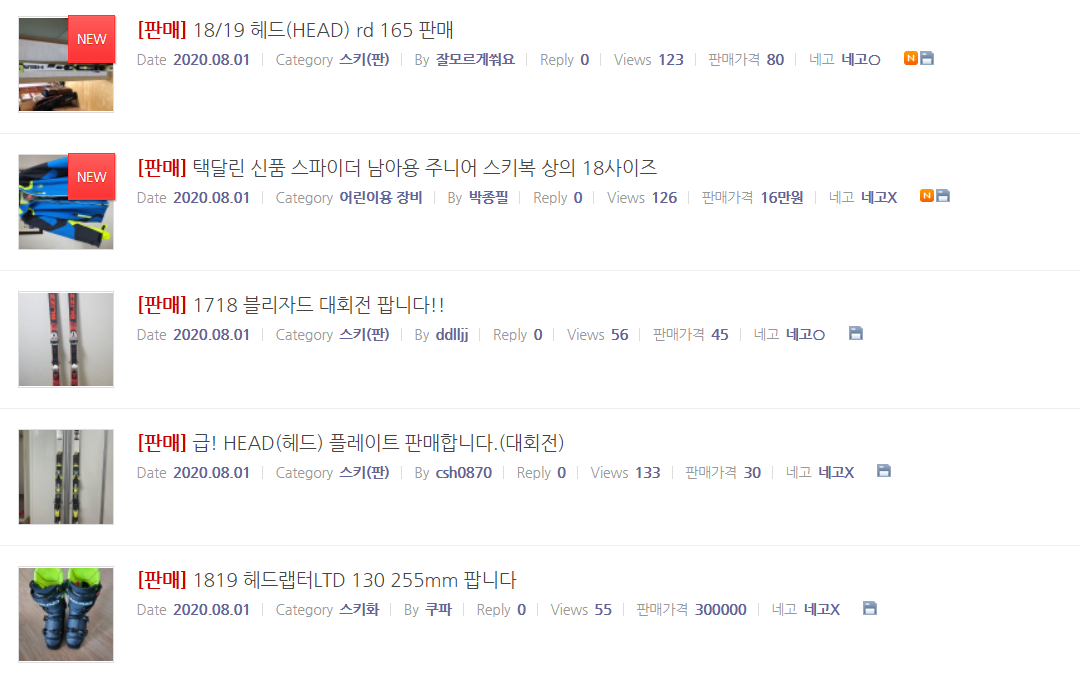 NEW
[판매] 18/19 헤드(HEAD) rd 165 판매
Date 2020.08.01 Category 스키(판) By 잘모르게쒀요 Reply 0 Views 123 판매가격 80 네고 네고O N
NEW
[판매] 택달린 신품 스파이더 남아용 주니어 스키복 상의 18사이즈
Date 2020.08.01 Category 어린이용 장비 By 박종필 Reply 0 Views 126 판매가격 16만원 네고 네고X N
[판매] 1718 블리자드 대회전 팝니다!!
Date 2020.08.01 Category 스키(판) By ddlljj Reply 0 Views 56 판매가격 45 네고 네고O
[판매] 급! HEAD(헤드) 플레이트 판매합니다.(대회전)
Date 2020.08.01 Category 스키(판) By csh0870 Reply 0 Views 133 판매가격 30 네고 네고X
[판매] 1819 헤드랩터LTD 130 255mm 팝니다
Date 2020.08.01 Category 스키화 By 쿠파 Reply 0 Views 55 판매가격 300000 네고 네고X